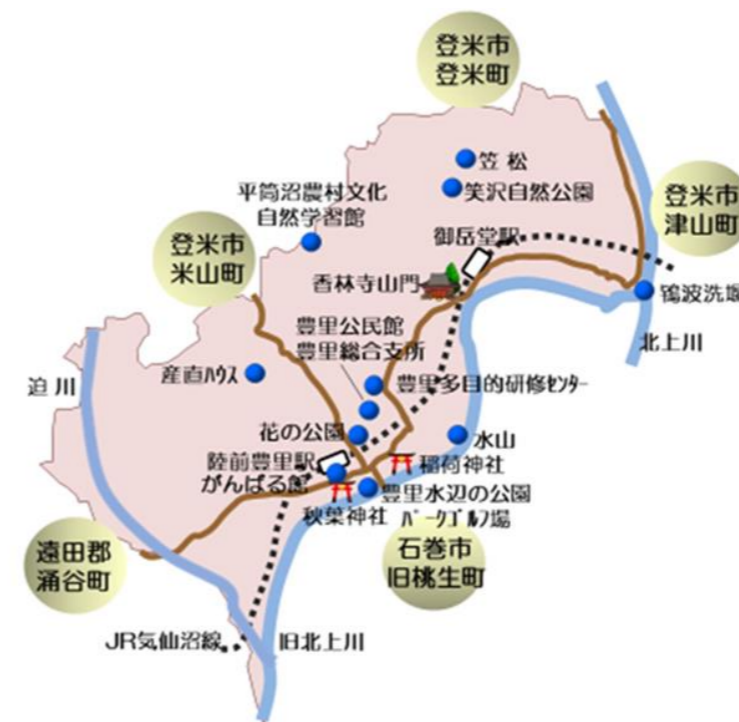 登米市
登米町
笠 松
笑沢自然公園
平筒沼農村文化
自然学習館
登米市
津山町
御岳堂駅
登米市
米山町
香林寺山門
鴇波洗堰
北上川
豊里公民館
豊里総合支所
迫 川
産直ハウス
豊里多目的研修センター
花の公園
水山
陸前豊里駅
稲荷神社
がんばる館
豊里水辺の公園
パークゴルフ場
秋葉神社
遠田郡
涌谷町
石巻市
旧桃生町
JR気仙沼線
旧北上川